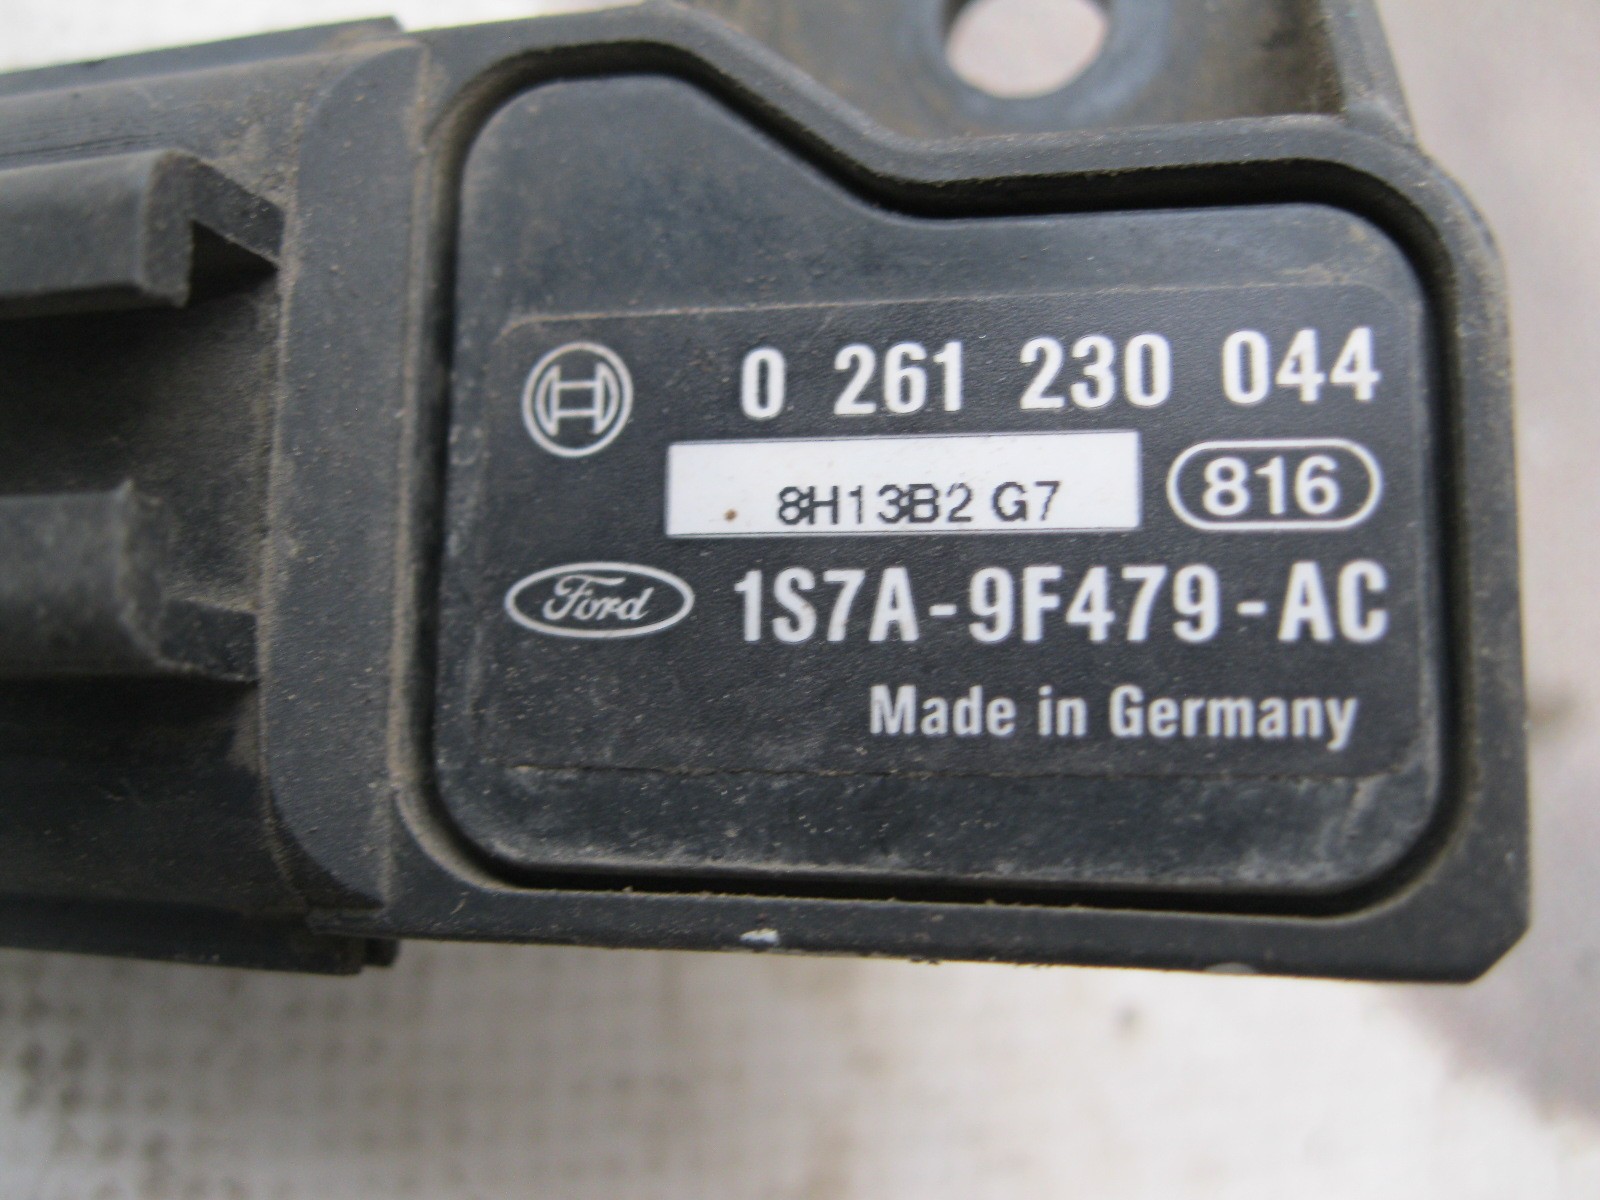 0 261 230 044
8H13B2 G7
816
Ford
1S7A-9F479-AC
Made in Germany